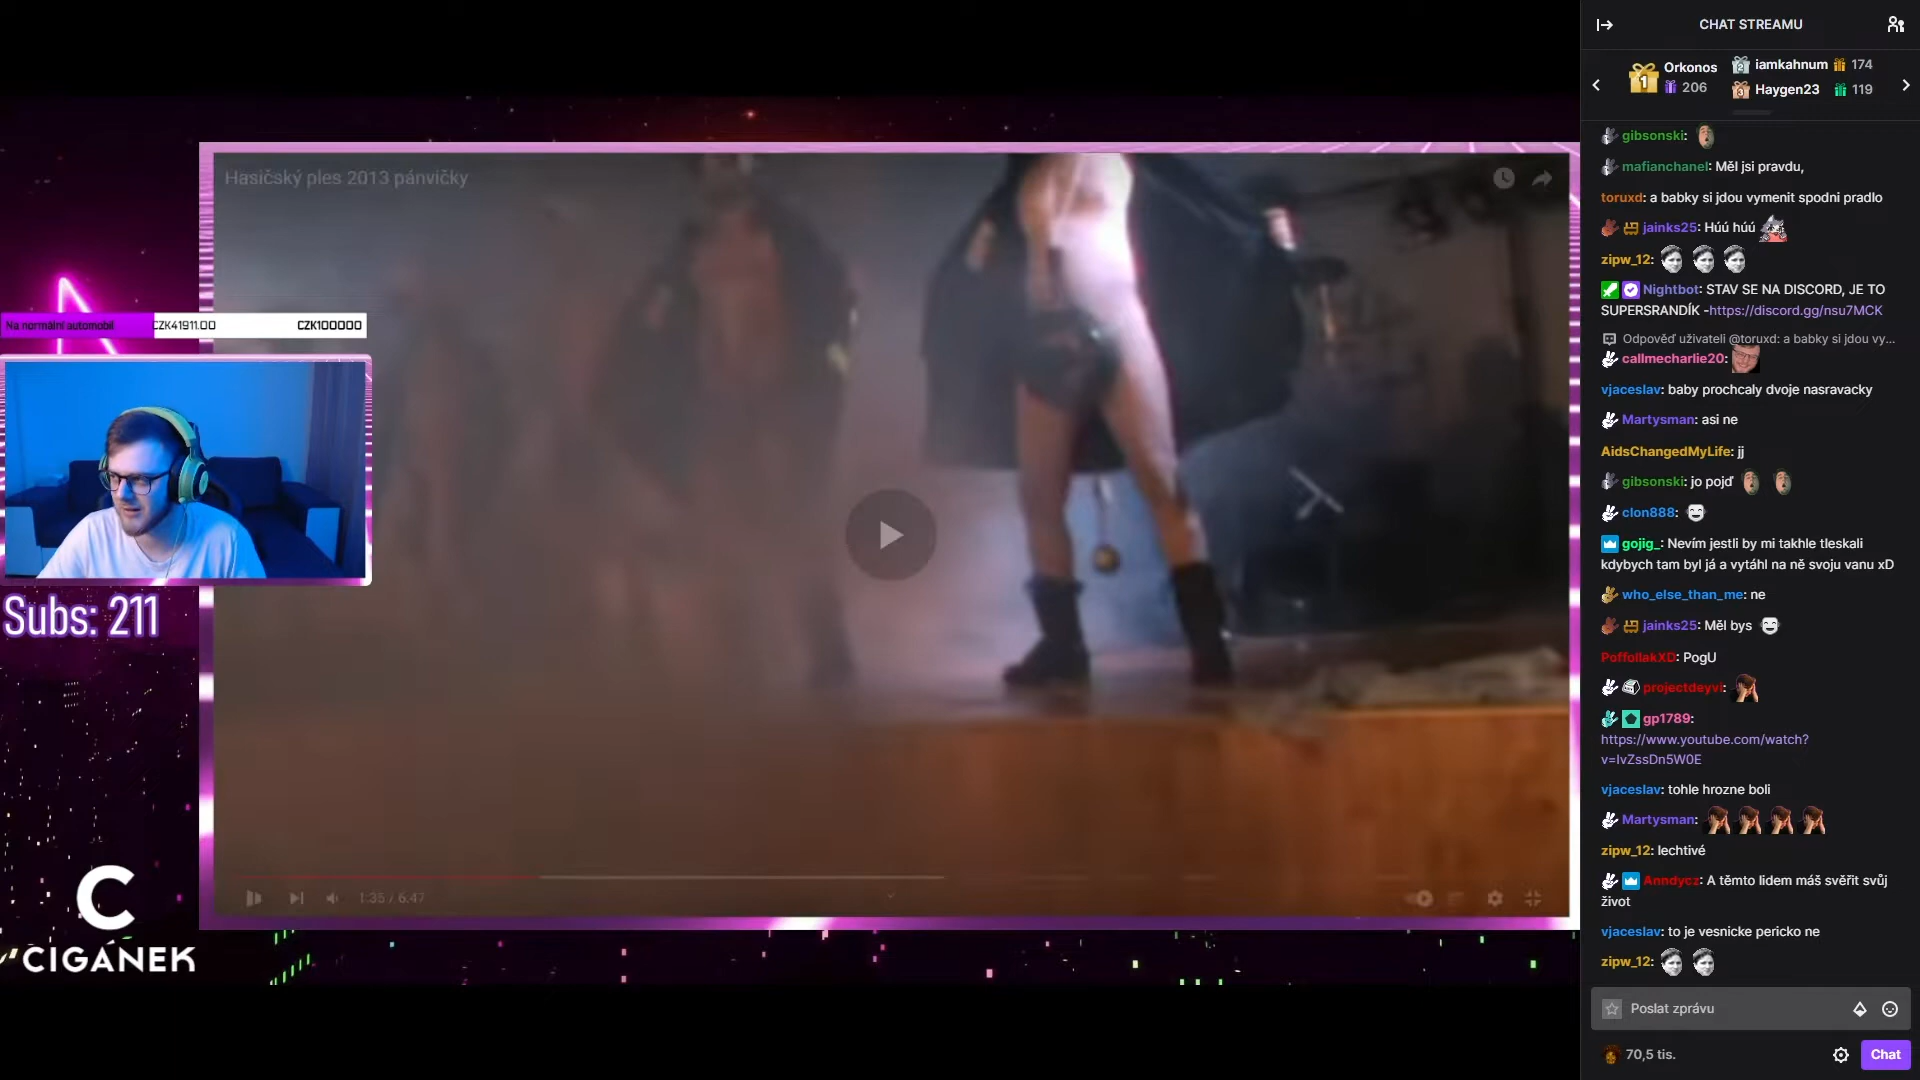 Hasičský ples 2013 pánvičky
Na normální automobil
CZK41911.00
CZK100000
Subs: 211
C
CIGÁNEK
1:35 / 6:47
CHAT STREAMU
1
Orkonos
206
2
iamkahnum
174
3
Haygen23
119
gibsonski:
mafianchanel: Měl jsi pravdu,
toruxd: a babky si jdou vymenit spodni pradlo
jainks25: Húú húú
zipw_12:
Nightbot: STAV SE NA DISCORD, JE TO
SUPERSRANDÍK -https://discord.gg/nsu7MCK
Odpověď uživateli @toruxd: a babky si jdou vy...
callmecharlie20:
vjaceslav: baby prochcaly dvoje nasravacky
Martysman: asi ne
AidsChangedMyLife: jj
gibsonski: jo pojď
clon888:
gojig_: Nevím jestli by mi takhle tleskali
kdybych tam byl já a vytáhl na ně svoju vanu xD
who_else_than_me: ne
jainks25: Měl bys
PoffollakXD: PogU
projectdeyvi:
gp1789:
https://www.youtube.com/watch?
v=IvZssDn5W0E
vjaceslav: tohle hrozne boli
Martysman:
zipw_12: lechtivé
Anndycz: A těmto lidem máš svěřit svůj
život
vjaceslav: to je vesnicke pericko ne
zipw_12:
Poslat zprávu
70,5 tis.
Chat